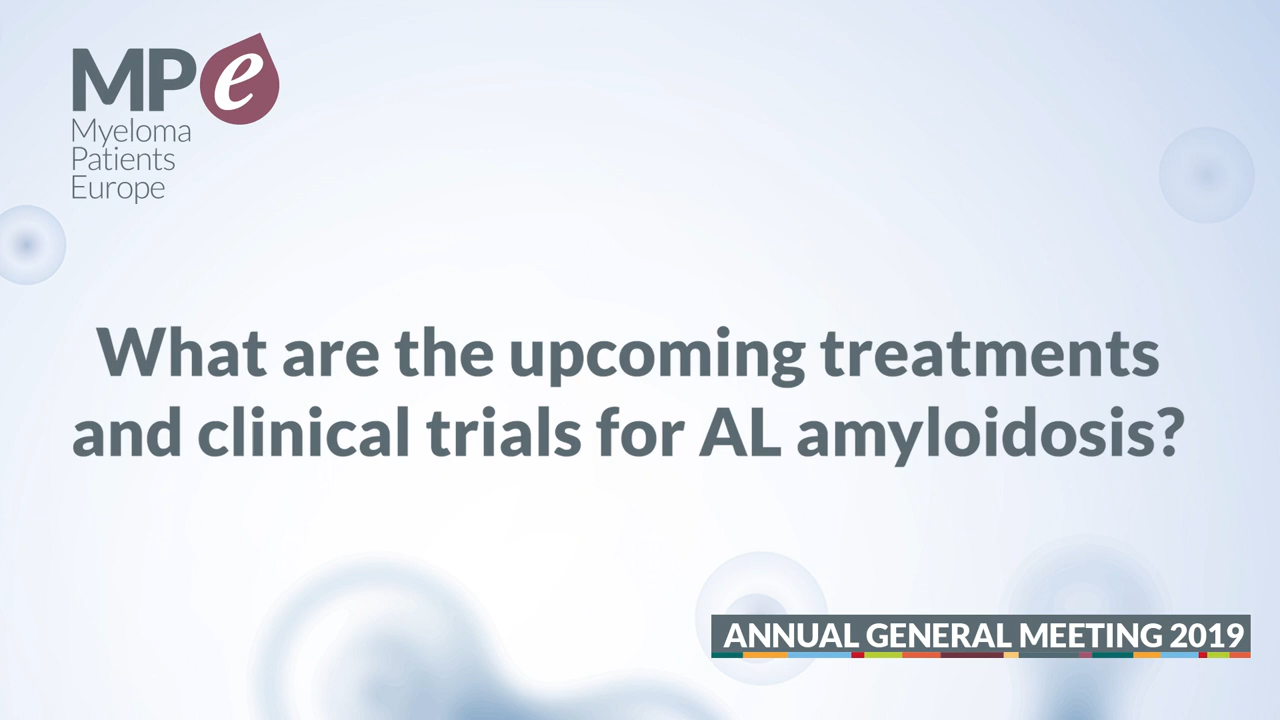 MPe
Myeloma
Patients
Europe
What are the upcoming treatments
and clinical trials for AL amyloidosis?
ANNUAL GENERAL MEETING 2019